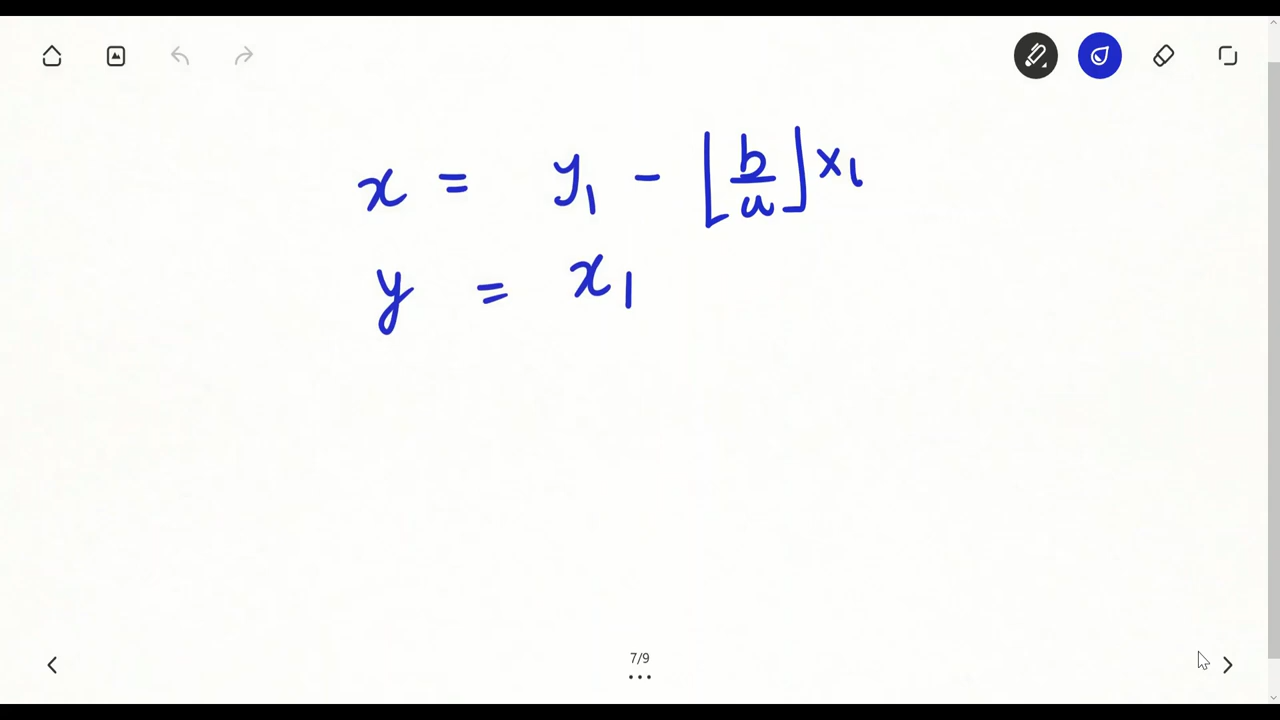 x = y₁ - ⌊b/a⌋ x₁
y = x₁
7/9